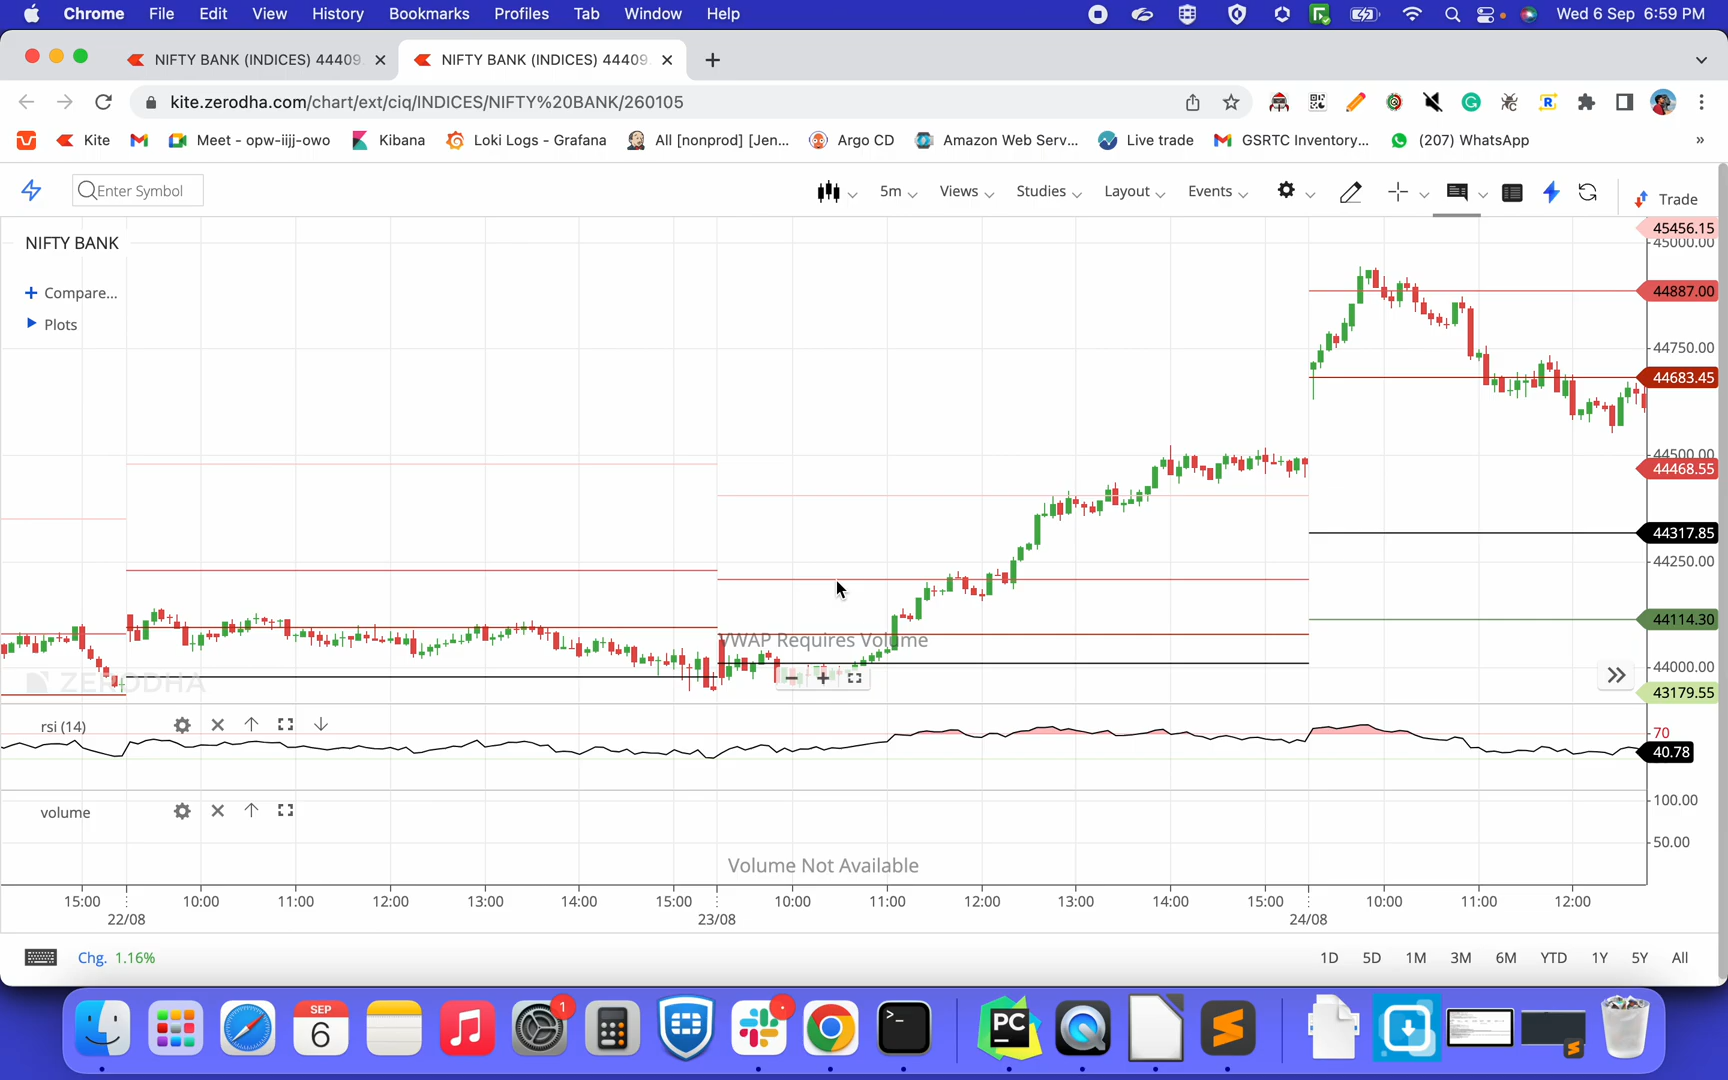 Chrome File Edit View History Bookmarks Profiles Tab Window Help Wed 6 Sep 6:59 PM
NIFTY BANK (INDICES) 44409 NIFTY BANK (INDICES) 44409
kite.zerodha.com/chart/ext/ciq/INDICES/NIFTY%20BANK/260105
Kite Meet - opw-iijj-owo Kibana Loki Logs - Grafana All [nonprod] [Jen... Argo CD Amazon Web Serv... Live trade GSRTC Inventory... (207) WhatsApp »
Enter Symbol 5m Views Studies Layout Events Trade
NIFTY BANK
+ Compare...
Plots
45456.15
45000.00
44887.00
44750.00
44683.45
44500.00
44468.55
44317.85
44250.00
44114.30
VWAP Requires Volume
44000.00
ZERODHA
43179.55
rsi (14)
70
40.78
volume
100.00
50.00
Volume Not Available
15:00 10:00 11:00 12:00 13:00 14:00 15:00 10:00 11:00 12:00 13:00 14:00 15:00 10:00 11:00 12:00
22/08 23/08 24/08
Chg. 1.16% 1D 5D 1M 3M 6M YTD 1Y 5Y All
SEP
6
1
PC